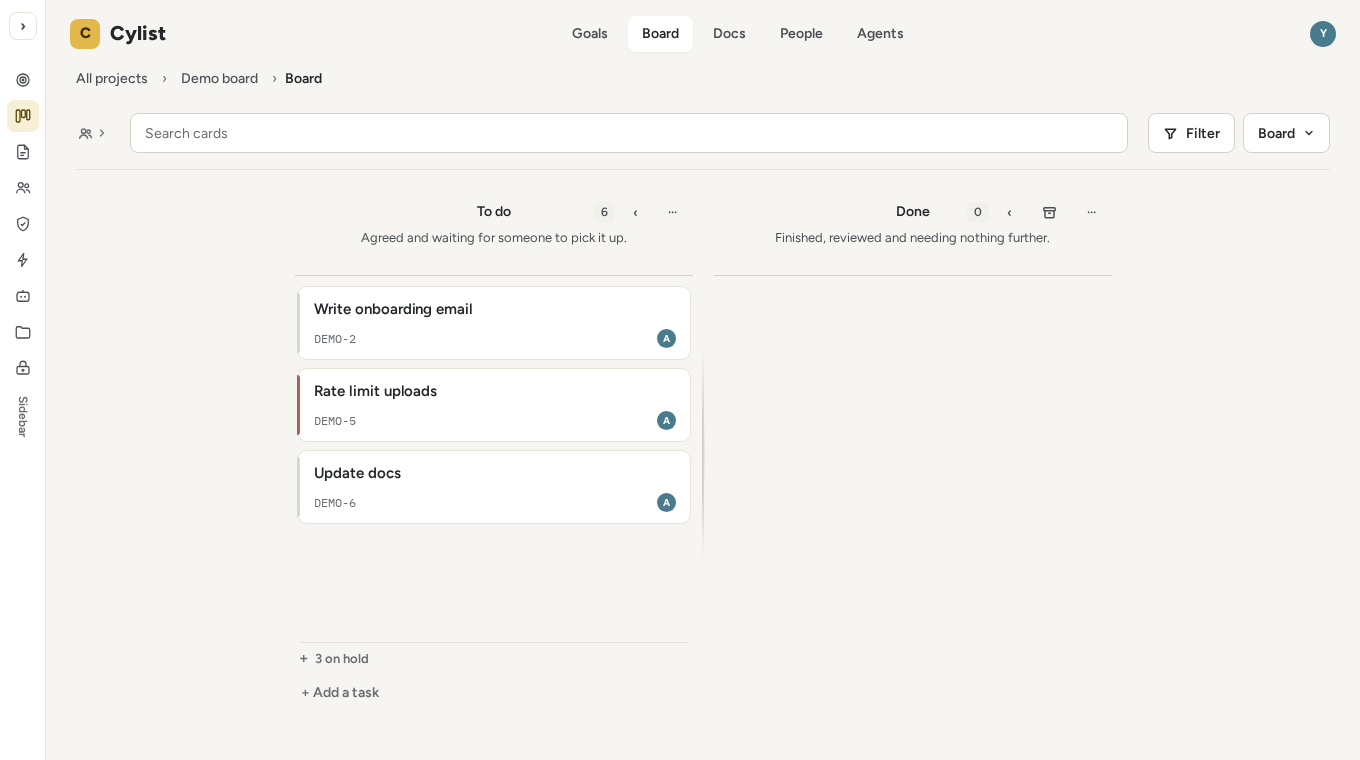 C Cylist
Goals Board Docs People Agents
Y
All projects › Demo board › Board
Search cards
Filter
Board
To do 6 ‹ ...
Agreed and waiting for someone to pick it up.
Write onboarding email
DEMO-2 A
Rate limit uploads
DEMO-5 A
Update docs
DEMO-6 A
+ 3 on hold
+ Add a task
Done 0 ‹ ...
Finished, reviewed and needing nothing further.
Sidebar